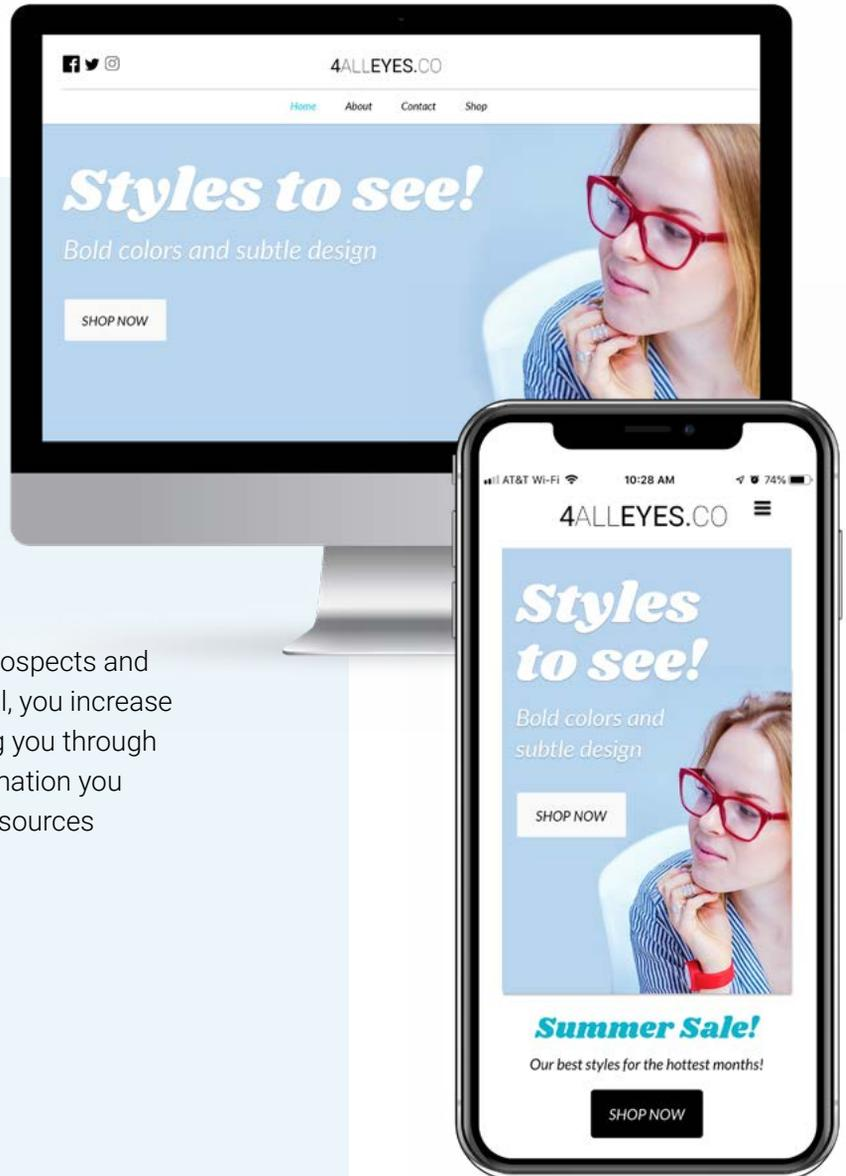 4ALLEYES.CO
Home About Contact Shop
Styles to see!
Bold colors and subtle design
SHOP NOW
AT&T Wi-Fi 10:28 AM 74%
4ALLEYES.CO
Styles
to see!
Bold colors and
subtle design
SHOP NOW
Summer Sale!
Our best styles for the hottest months!
SHOP NOW
and
l, you increase
you through
you
sources